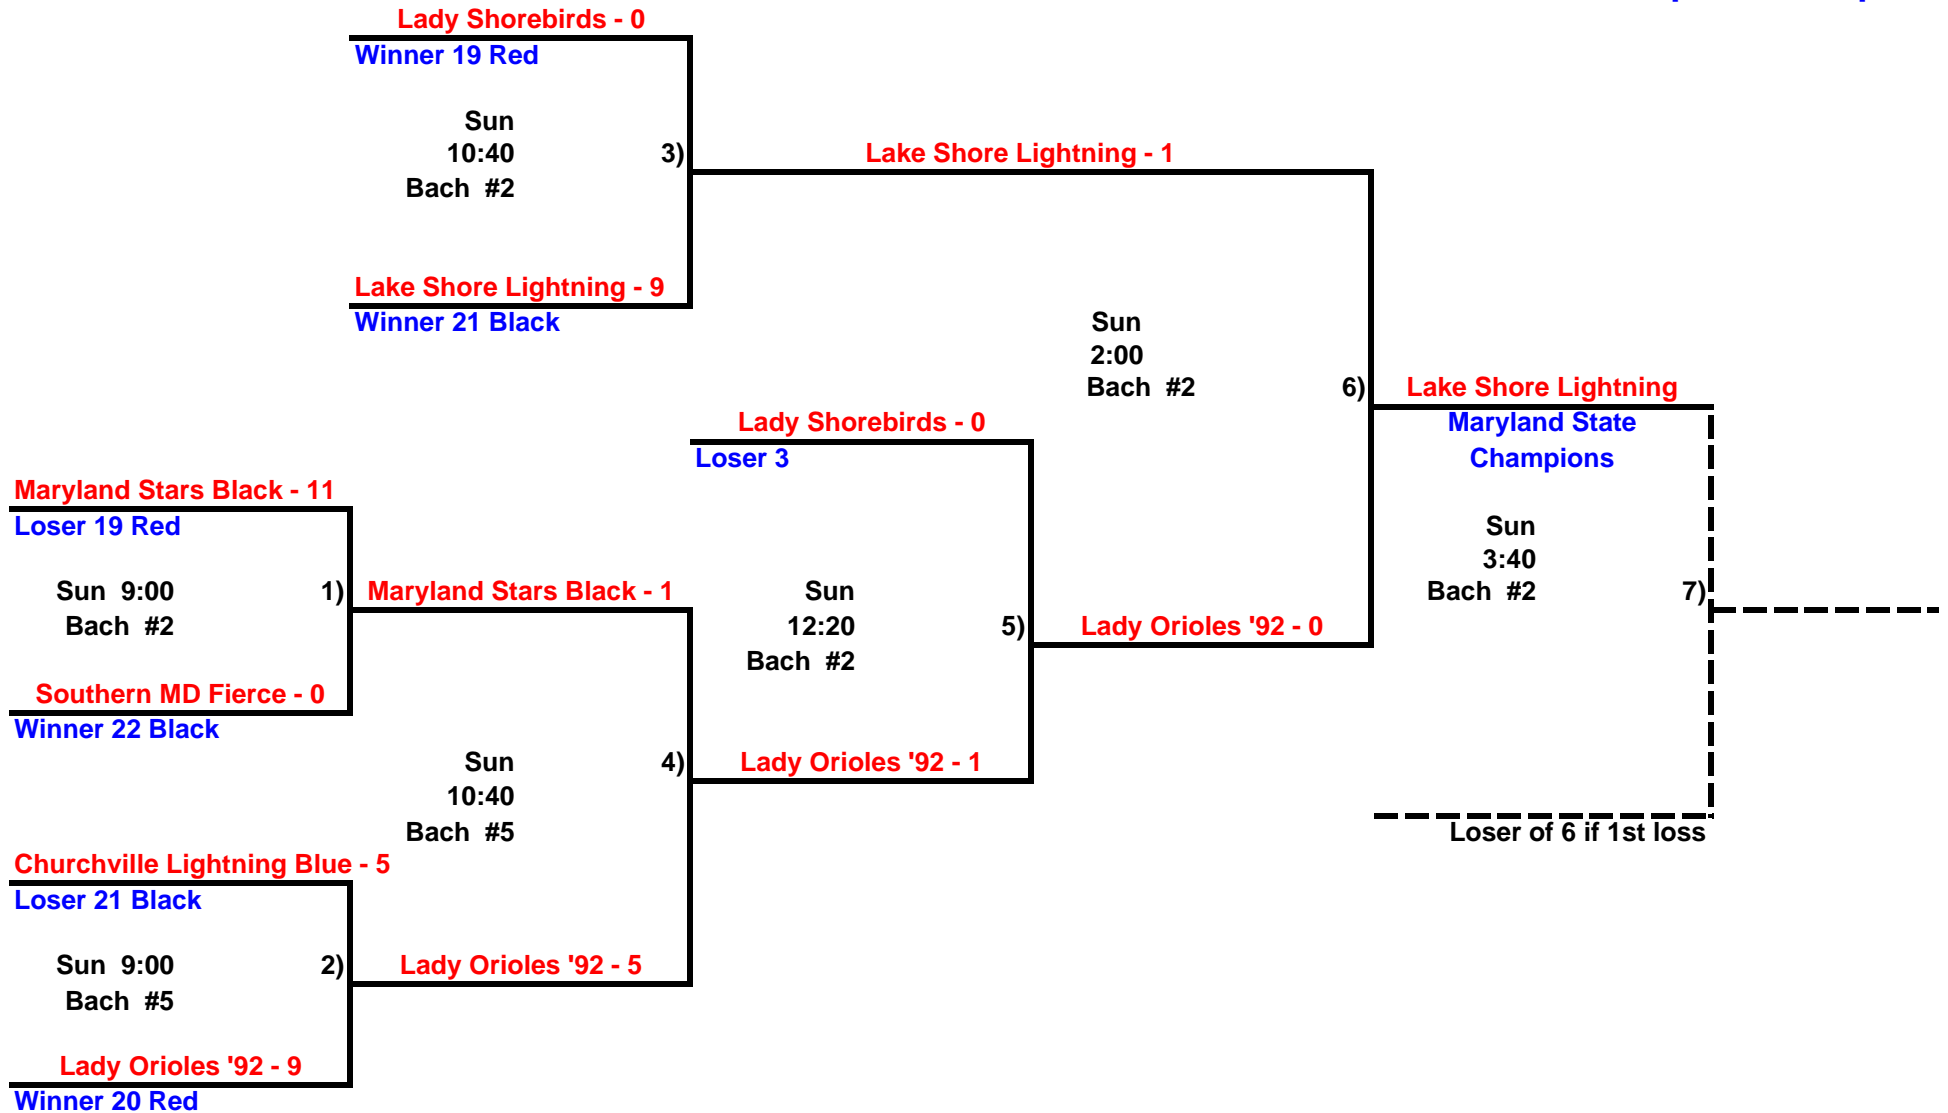 Lady Shorebirds - 0
Winner 19 Red
Sun
10:40
Bach #2
3)
Lake Shore Lightning - 1
Lake Shore Lightning - 9
Winner 21 Black
Sun
2:00
Bach #2
6)
Lake Shore Lightning
Maryland State
Champions
Lady Shorebirds - 0
Loser 3
Maryland Stars Black - 11
Loser 19 Red
Sun 9:00
Bach #2
1)
Maryland Stars Black - 1
Sun
12:20
Bach #2
5)
Lady Orioles '92 - 0
Sun
3:40
Bach #2
7)
Southern MD Fierce - 0
Winner 22 Black
Sun
10:40
Bach #5
4)
Lady Orioles '92 - 1
Loser of 6 if 1st loss
Churchville Lightning Blue - 5
Loser 21 Black
Sun 9:00
Bach #5
2)
Lady Orioles '92 - 5
Lady Orioles '92 - 9
Winner 20 Red